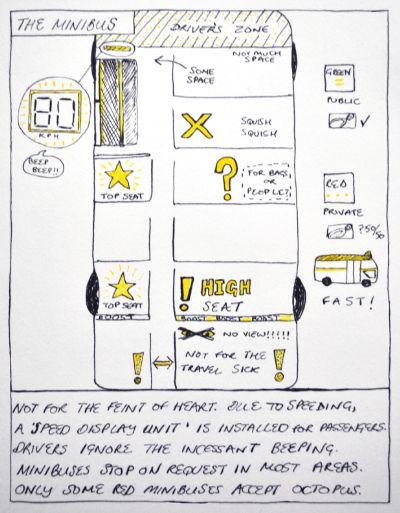 THE MINIBUS
DRIVER'S ZONE
NOT MUCH
SPACE
SOME
SPACE
80
KPH
BEEP
BEEP!!
SQUISH
SQUISH
TOP SEAT
?
FOR BAGS
OR
PEOPLE?
TOP SEAT
BOOST
! HIGH
SEAT
BOOST BOOST BOOST
NO VIEW!!!!!
!
NOT FOR THE
TRAVEL SICK
!
GREEN
=
PUBLIC
RED
PRIVATE
?50/50
FAST!
NOT FOR THE FEINT OF HEART. DUE TO SPEEDING,
A 'SPEED DISPLAY UNIT' IS INSTALLED FOR PASSENGERS.
DRIVERS IGNORE THE INCESSANT BEEPING.
MINIBUSES STOP ON REQUEST IN MOST AREAS.
ONLY SOME RED MINIBUSES ACCEPT OCTOPUS.